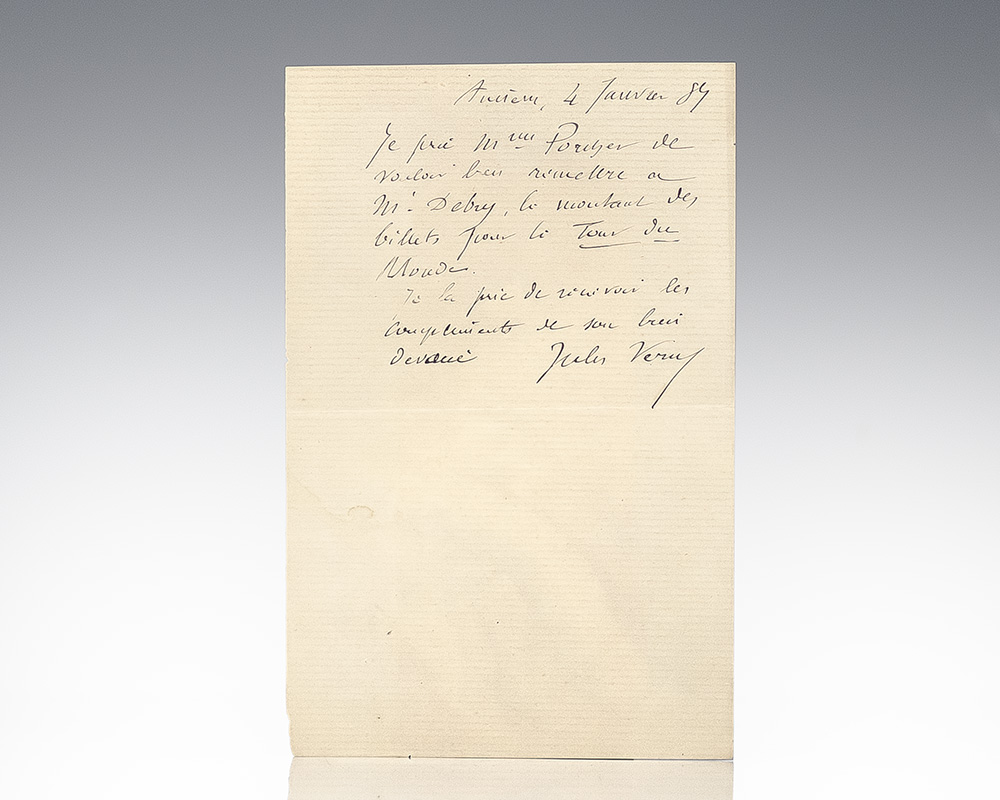 Amiens, 4 Janvier 87
Je prie Mme Porcher de
vouloir bien remettre à
Mr. Debry, le montant des
billets pour le Tour du
Monde.
Je la prie de recevoir les
compliments de son bien
dévoué Jules Verne